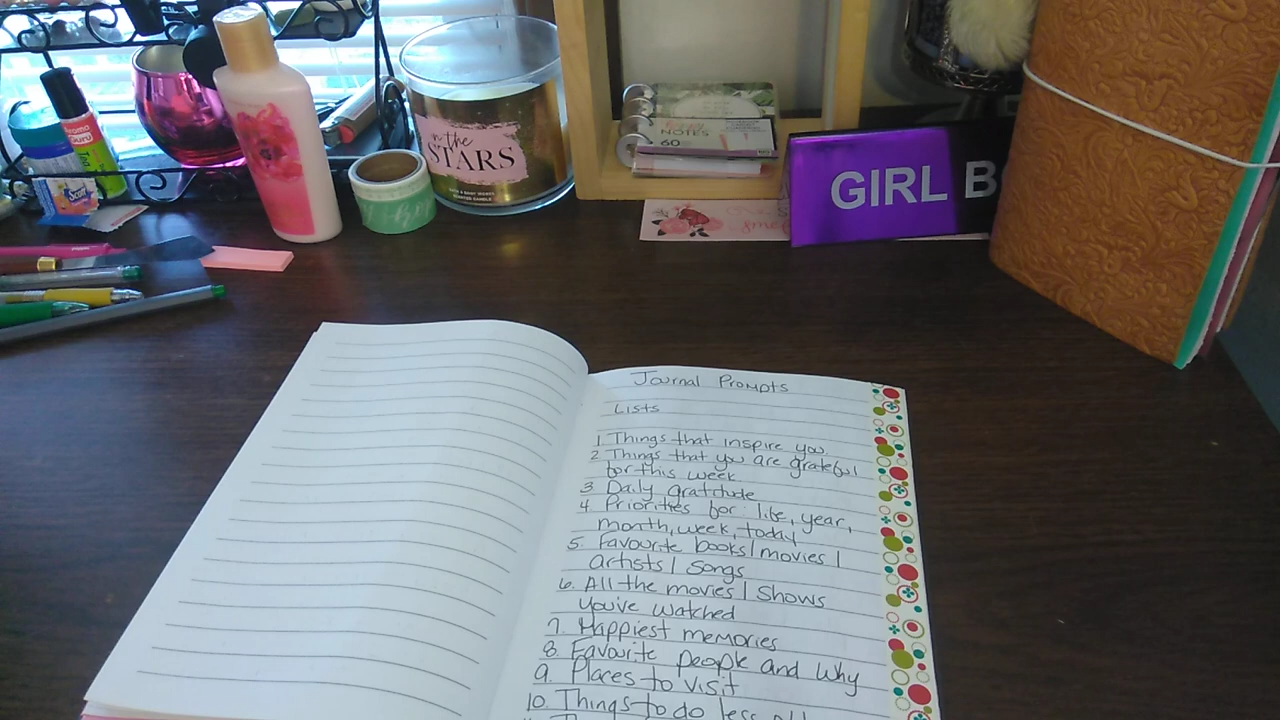 in the
STARS
NOTES
60
GIRL B
Journal Prompts
Lists
1 Things that inspire you
2 Things that you are grateful
for this week
3 Daily gratitude
4 Priorities for: life, year,
month, week, today
5. Favourite books/movies/
artists/songs
6. All the movies/shows
you've watched
7. Happiest memories
8. Favourite people and why
9. Places to visit
10. Things to do less